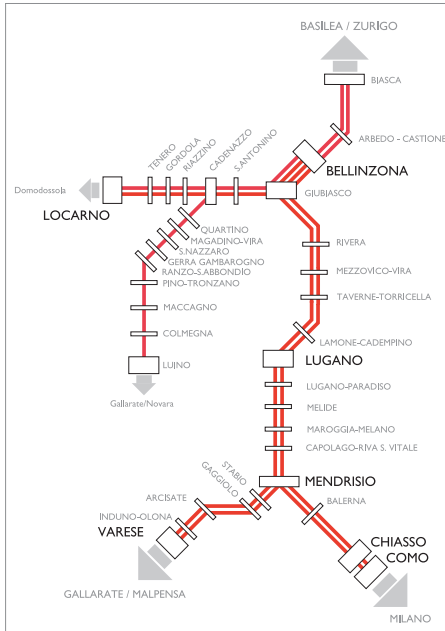 BASILEA / ZURIGO
BIASCA
ARBEDO - CASTIONE
BELLINZONA
TENERO
GORDOLA
RIAZZINO
CADENAZZO
S.ANTONINO
GIUBIASCO
Domodossola
LOCARNO
QUARTINO
MAGADINO-VIRA
S.NAZZARO
GERRA GAMBAROGNO
RANZO-S.ABBONDIO
PINO-TRONZANO
MACCAGNO
COLMEGNA
LUINO
Gallarate/Novara
RIVERA
MEZZOVICO-VIRA
TAVERNE-TORRICELLA
LAMONE-CADEMPINO
LUGANO
LUGANO-PARADISO
MELIDE
MAROGGIA-MELANO
CAPOLAGO-RIVA S. VITALE
MENDRISIO
STABIO
GAGGIOLO
ARCISATE
INDUNO-OLONA
VARESE
GALLARATE / MALPENSA
BALERNA
CHIASSO
COMO
MILANO